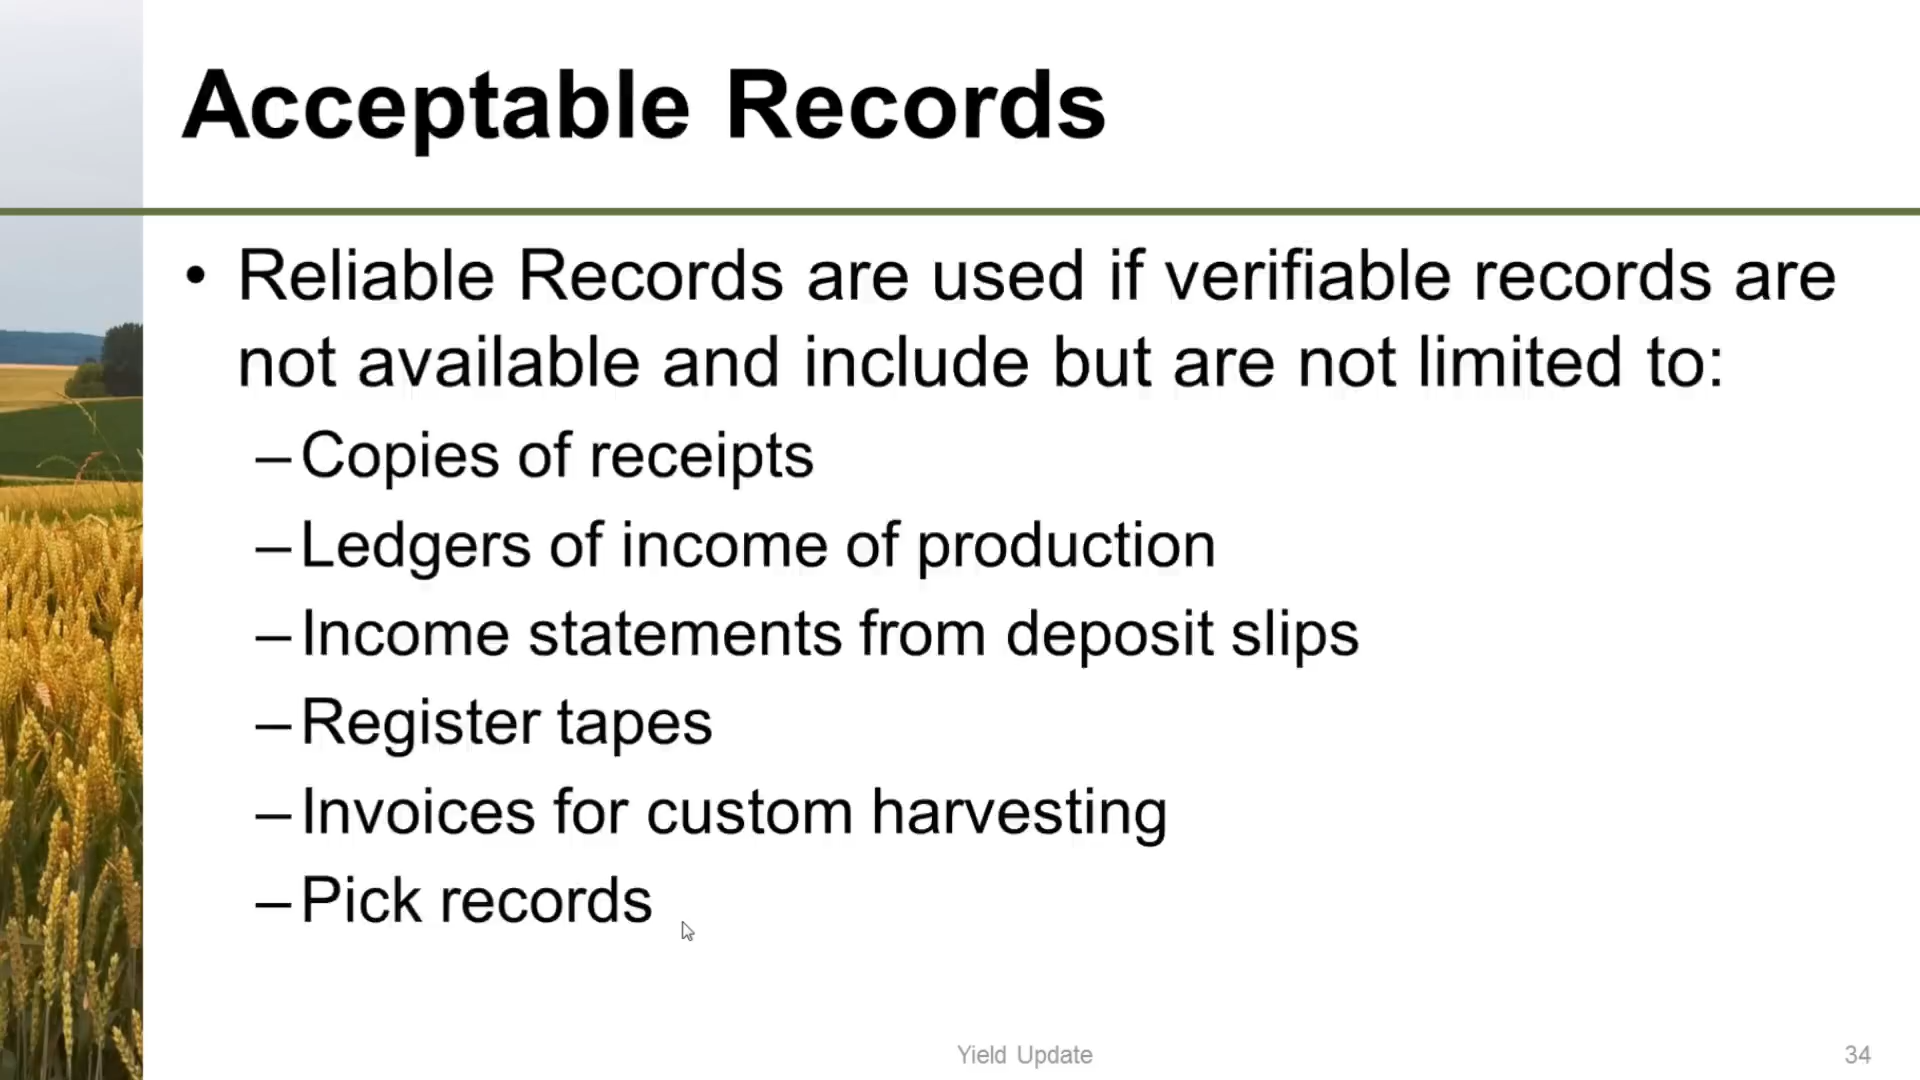 Acceptable Records
• Reliable Records are used if verifiable records are
not available and include but are not limited to:
–Copies of receipts
–Ledgers of income of production
–Income statements from deposit slips
–Register tapes
–Invoices for custom harvesting
–Pick records
Yield Update
34